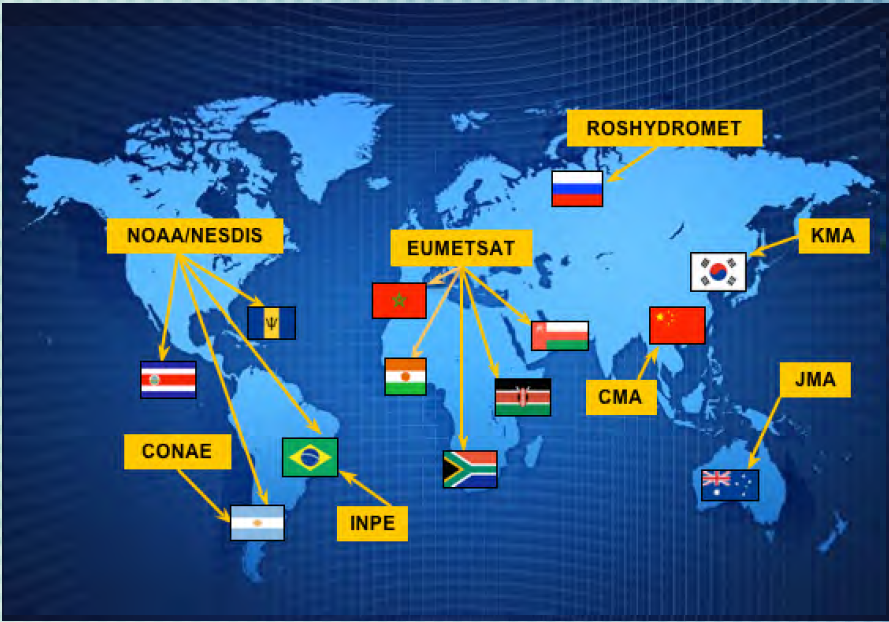 ROSHYDROMET
NOAA/NESDIS
EUMETSAT
KMA
JMA
CMA
CONAE
INPE